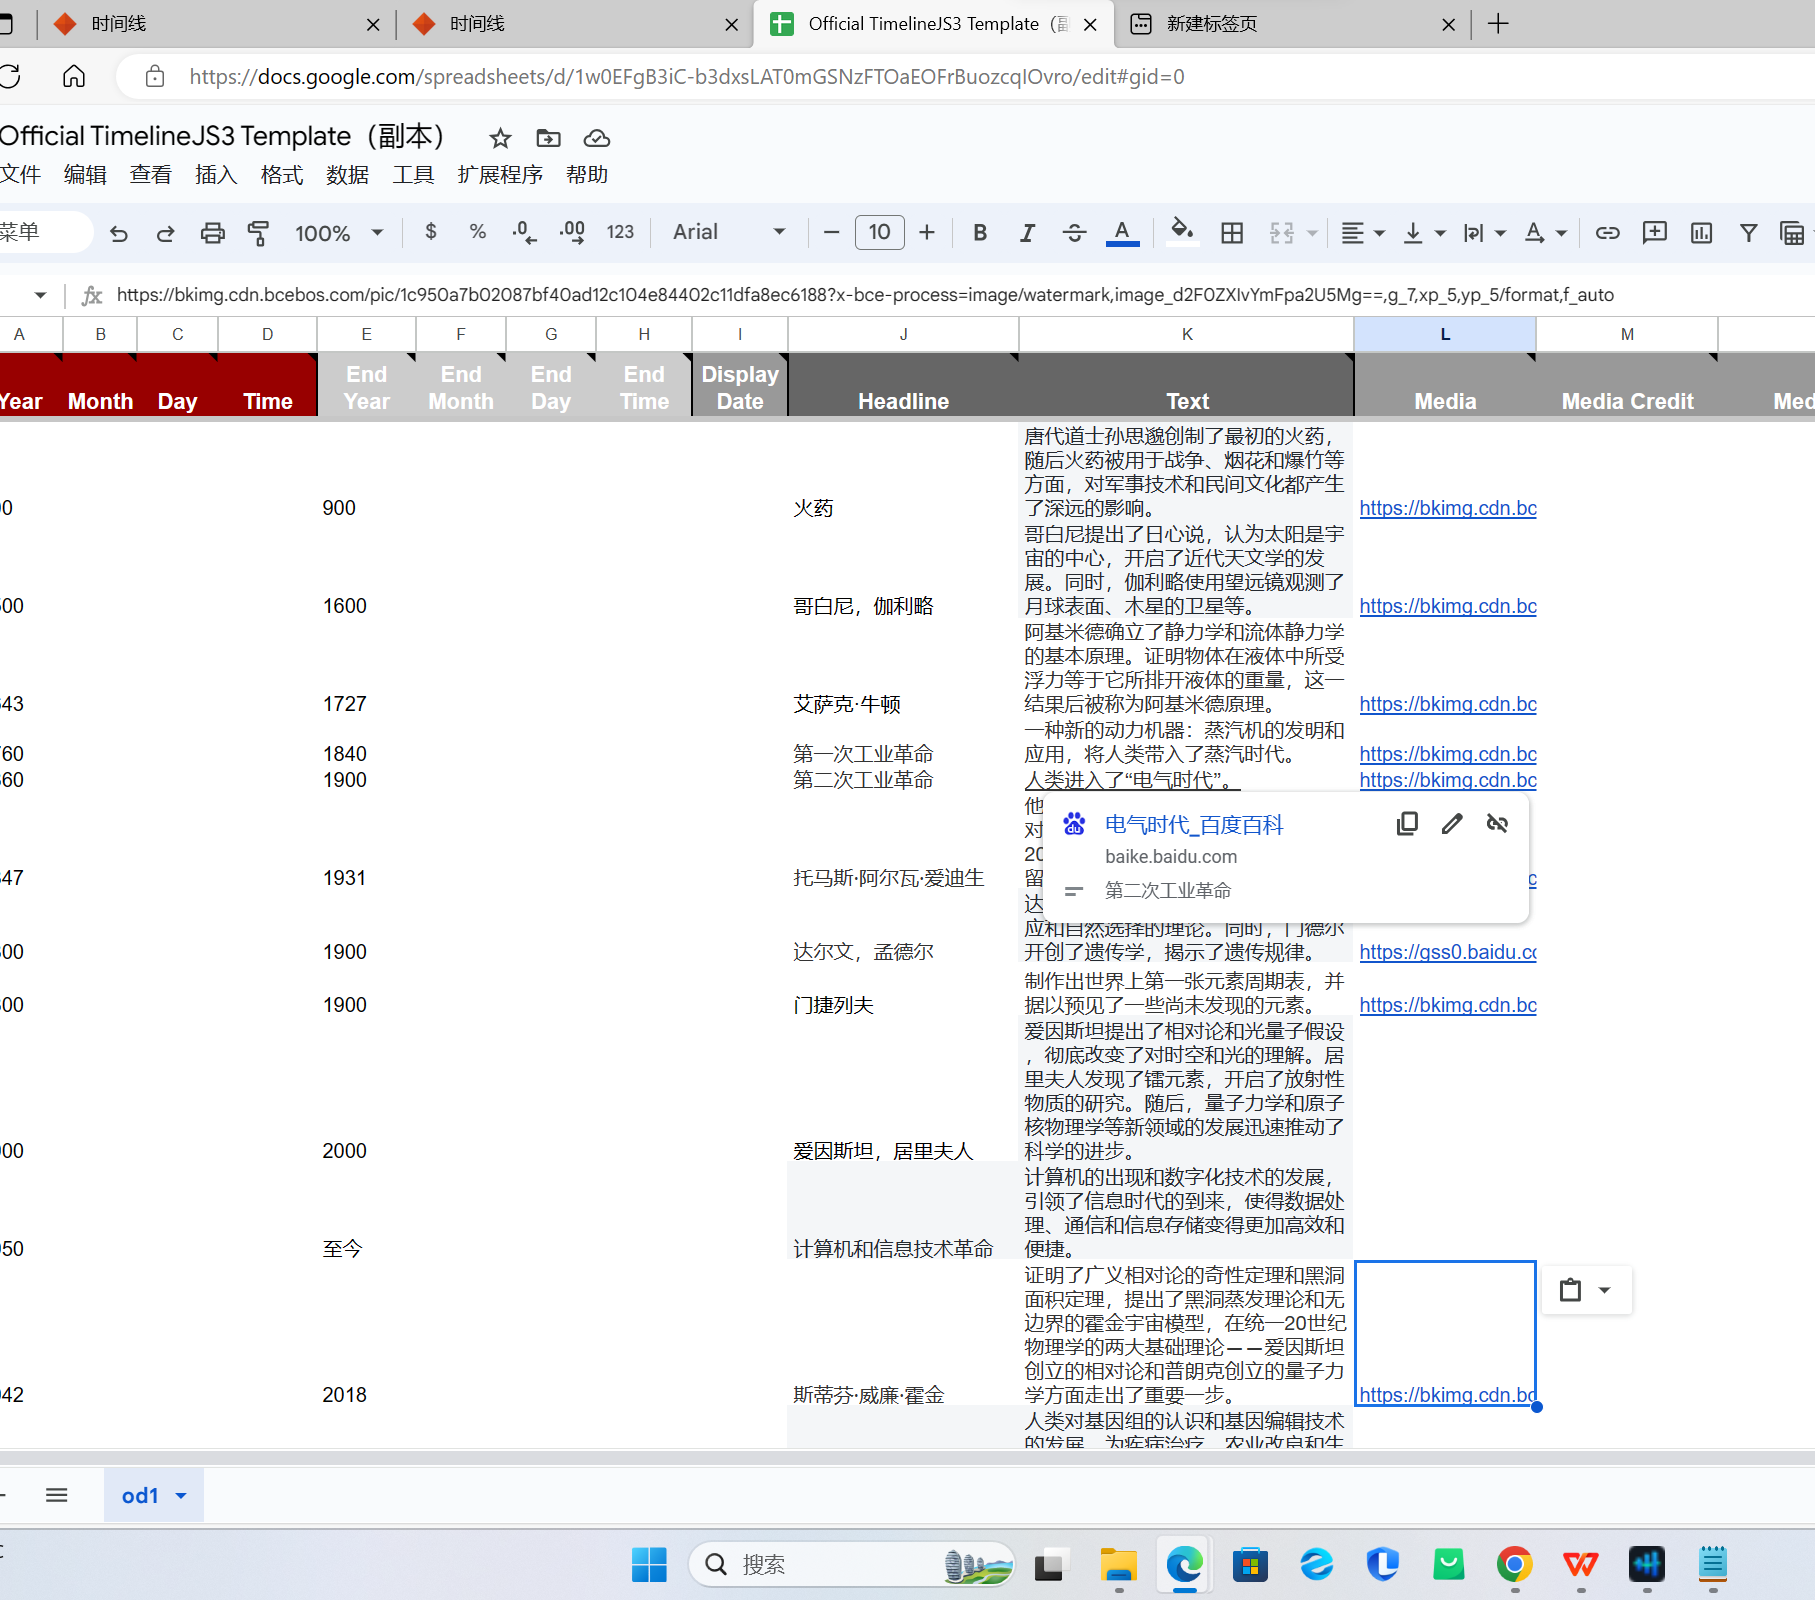 时间线
时间线
Official TimelineJS3 Template（副
新建标签页
https://docs.google.com/spreadsheets/d/1w0EFgB3iC-b3dxsLAT0mGSNzFTOaEOFrBuozcqIOvro/edit#gid=0
Official TimelineJS3 Template（副本）
文件 编辑 查看 插入 格式 数据 工具 扩展程序 帮助
菜单 100% $ % .0 .00 123 Arial 10 B I A
fx https://bkimg.cdn.bcebos.com/pic/1c950a7b02087bf40ad12c104e84402c11dfa8ec6188?x-bce-process=image/watermark,image_d2F0ZXIvYmFpa2U5Mg==,g_7,xp_5,yp_5/format,f_auto
A B C D E F G H I J K L M
Year Month Day Time End Year End Month End Day End Time Display Date Headline Text Media Media Credit Med
唐代道士孙思邈创制了最初的火药，
随后火药被用于战争、烟花和爆竹等
方面，对军事技术和民间文化都产生
00 900 火药 了深远的影响。 https://bkimg.cdn.bc
哥白尼提出了日心说，认为太阳是宇
宙的中心，开启了近代天文学的发
展。同时，伽利略使用望远镜观测了
00 1600 哥白尼，伽利略 月球表面、木星的卫星等。 https://bkimg.cdn.bc
阿基米德确立了静力学和流体静力学
的基本原理。证明物体在液体中所受
浮力等于它所排开液体的重量，这一
43 1727 艾萨克·牛顿 结果后被称为阿基米德原理。 https://bkimg.cdn.bc
一种新的动力机器：蒸汽机的发明和
60 1840 第一次工业革命 应用，将人类带入了蒸汽时代。 https://bkimg.cdn.bc
60 1900 第二次工业革命 人类进入了“电气时代”。 https://bkimg.cdn.bc
他
对
20
47 1931 托马斯·阿尔瓦·爱迪生 留 c
电气时代_百度百科
baike.baidu.com
第二次工业革命
达
应和自然选择的理论。同时，门德尔
00 1900 达尔文，孟德尔 开创了遗传学，揭示了遗传规律。 https://gss0.baidu.co
制作出世界上第一张元素周期表，并
00 1900 门捷列夫 据以预见了一些尚未发现的元素。 https://bkimg.cdn.bc
爱因斯坦提出了相对论和光量子假设
，彻底改变了对时空和光的理解。居
里夫人发现了镭元素，开启了放射性
物质的研究。随后，量子力学和原子
核物理学等新领域的发展迅速推动了
00 2000 爱因斯坦，居里夫人 科学的进步。
计算机的出现和数字化技术的发展，
引领了信息时代的到来，使得数据处
理、通信和信息存储变得更加高效和
50 至今 计算机和信息技术革命 便捷。
证明了广义相对论的奇性定理和黑洞
面积定理，提出了黑洞蒸发理论和无
边界的霍金宇宙模型，在统一20世纪
物理学的两大基础理论——爱因斯坦
创立的相对论和普朗克创立的量子力
42 2018 斯蒂芬·威廉·霍金 学方面走出了重要一步。 https://bkimg.cdn.bc
人类对基因组的认识和基因编辑技术
的发展，为疾病治疗、农业改良和生
od1
搜索